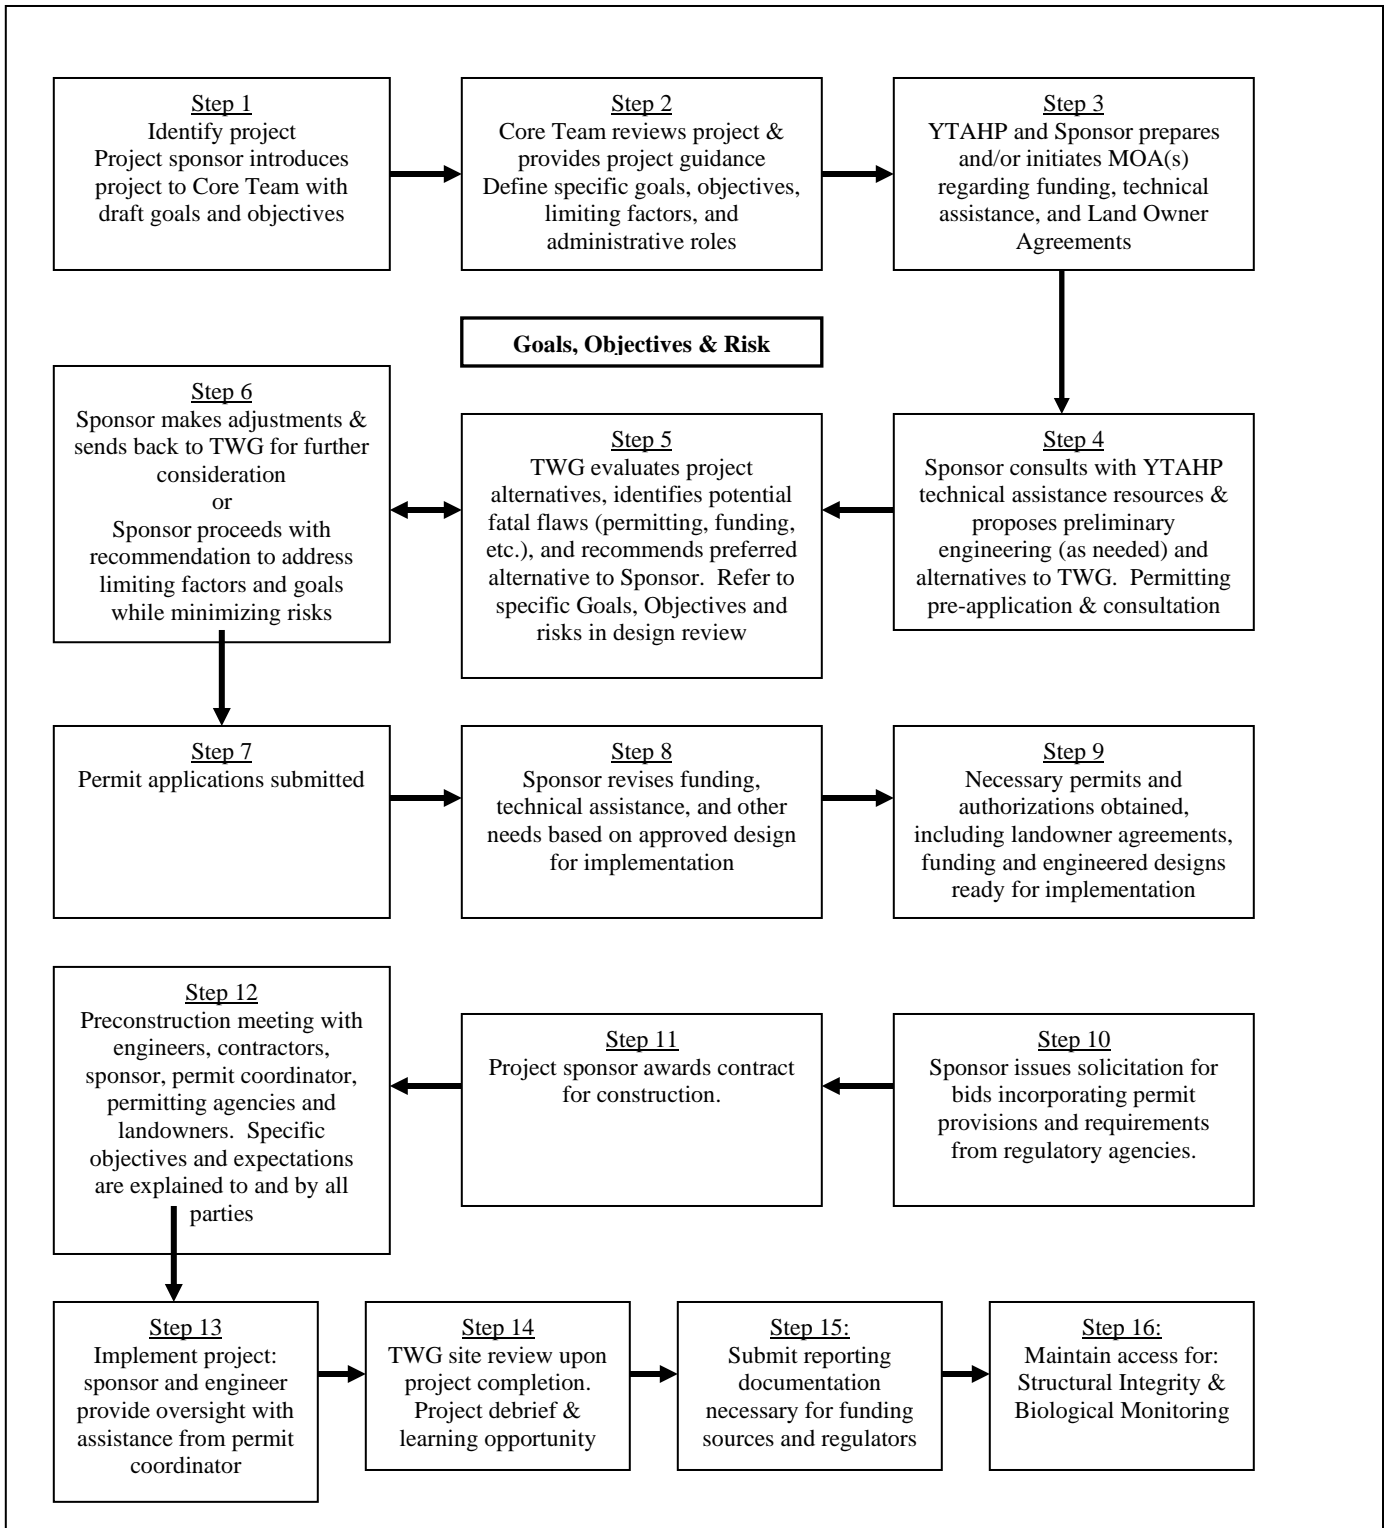 Step 1
Identify project
Project sponsor introduces
project to Core Team with
draft goals and objectives
Step 2
Core Team reviews project &
provides project guidance
Define specific goals, objectives,
limiting factors, and
administrative roles
Step 3
YTAHP and Sponsor prepares
and/or initiates MOA(s)
regarding funding, technical
assistance, and Land Owner
Agreements
Goals, Objectives & Risk
Step 4
Sponsor consults with YTAHP
technical assistance resources &
proposes preliminary
engineering (as needed) and
alternatives to TWG.  Permitting
pre-application & consultation
Step 5
TWG evaluates project
alternatives, identifies potential
fatal flaws (permitting, funding,
etc.), and recommends preferred
alternative to Sponsor.  Refer to
specific Goals, Objectives and
risks in design review
Step 6
Sponsor makes adjustments &
sends back to TWG for further
consideration
or
Sponsor proceeds with
recommendation to address
limiting factors and goals
while minimizing risks
Step 7
Permit applications submitted
Step 8
Sponsor revises funding,
technical assistance, and other
needs based on approved design
for implementation
Step 9
Necessary permits and
authorizations obtained,
including landowner agreements,
funding and engineered designs
ready for implementation
Step 10
Sponsor issues solicitation for
bids incorporating permit
provisions and requirements
from regulatory agencies.
Step 11
Project sponsor awards contract
for construction.
Step 12
Preconstruction meeting with
engineers, contractors,
sponsor, permit coordinator,
permitting agencies and
landowners.  Specific
objectives and expectations
are explained to and by all
parties
Step 13
Implement project:
sponsor and engineer
provide oversight with
assistance from permit
coordinator
Step 14
TWG site review upon
project completion.
Project debrief &
learning opportunity
Step 15:
Submit reporting
documentation
necessary for funding
sources and regulators
Step 16:
Maintain access for:
Structural Integrity &
Biological Monitoring